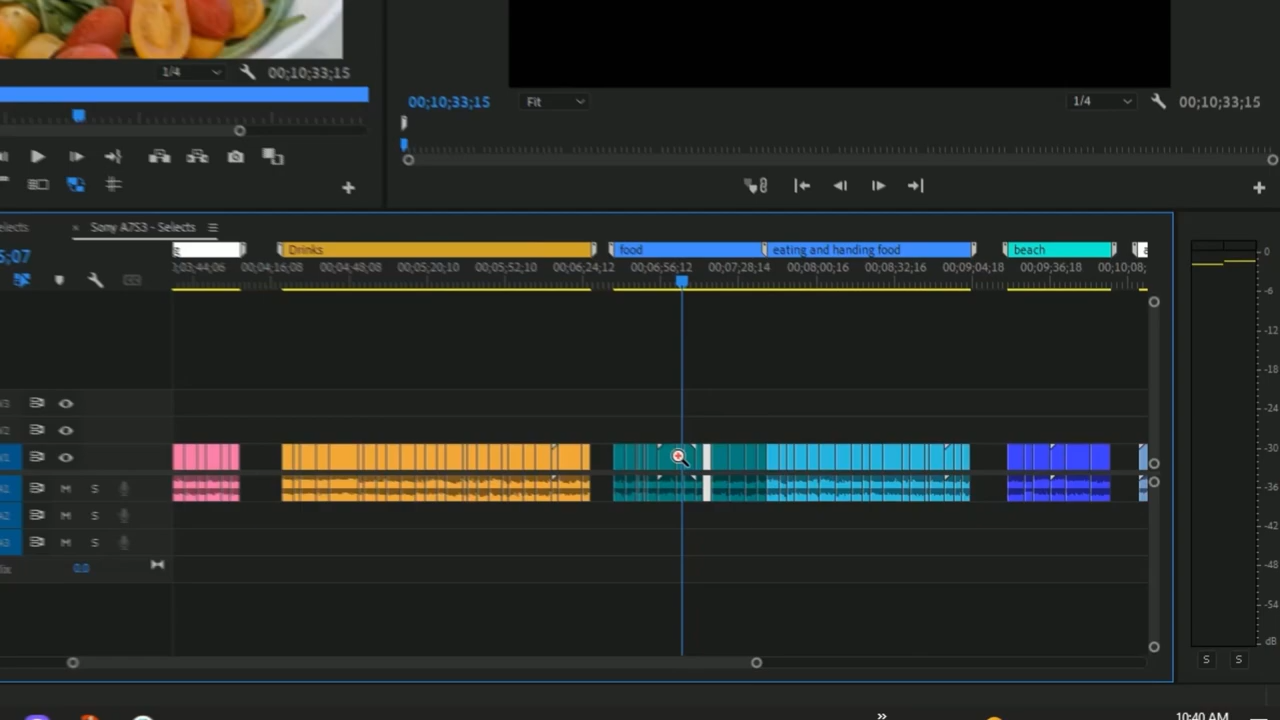 1/4 00;10;33;15
00;10;33;15 Fit 1/4 00;10;33;15
elects × Sony A7S3 - Selects
5;07
g Drinks food eating and handing food beach
;03;44;06 00;04;16;08 00;04;48;08 00;05;20;10 00;05;52;10 00;06;24;12 00;06;56;12 00;07;28;14 00;08;00;16 00;08;32;16 00;09;04;18 00;09;36;18 00;10;08;
0
-6
-12
-18
-24
-30
-36
-42
-48
-54
dB
M S
M S
M S
0.0
S S
10:40 AM